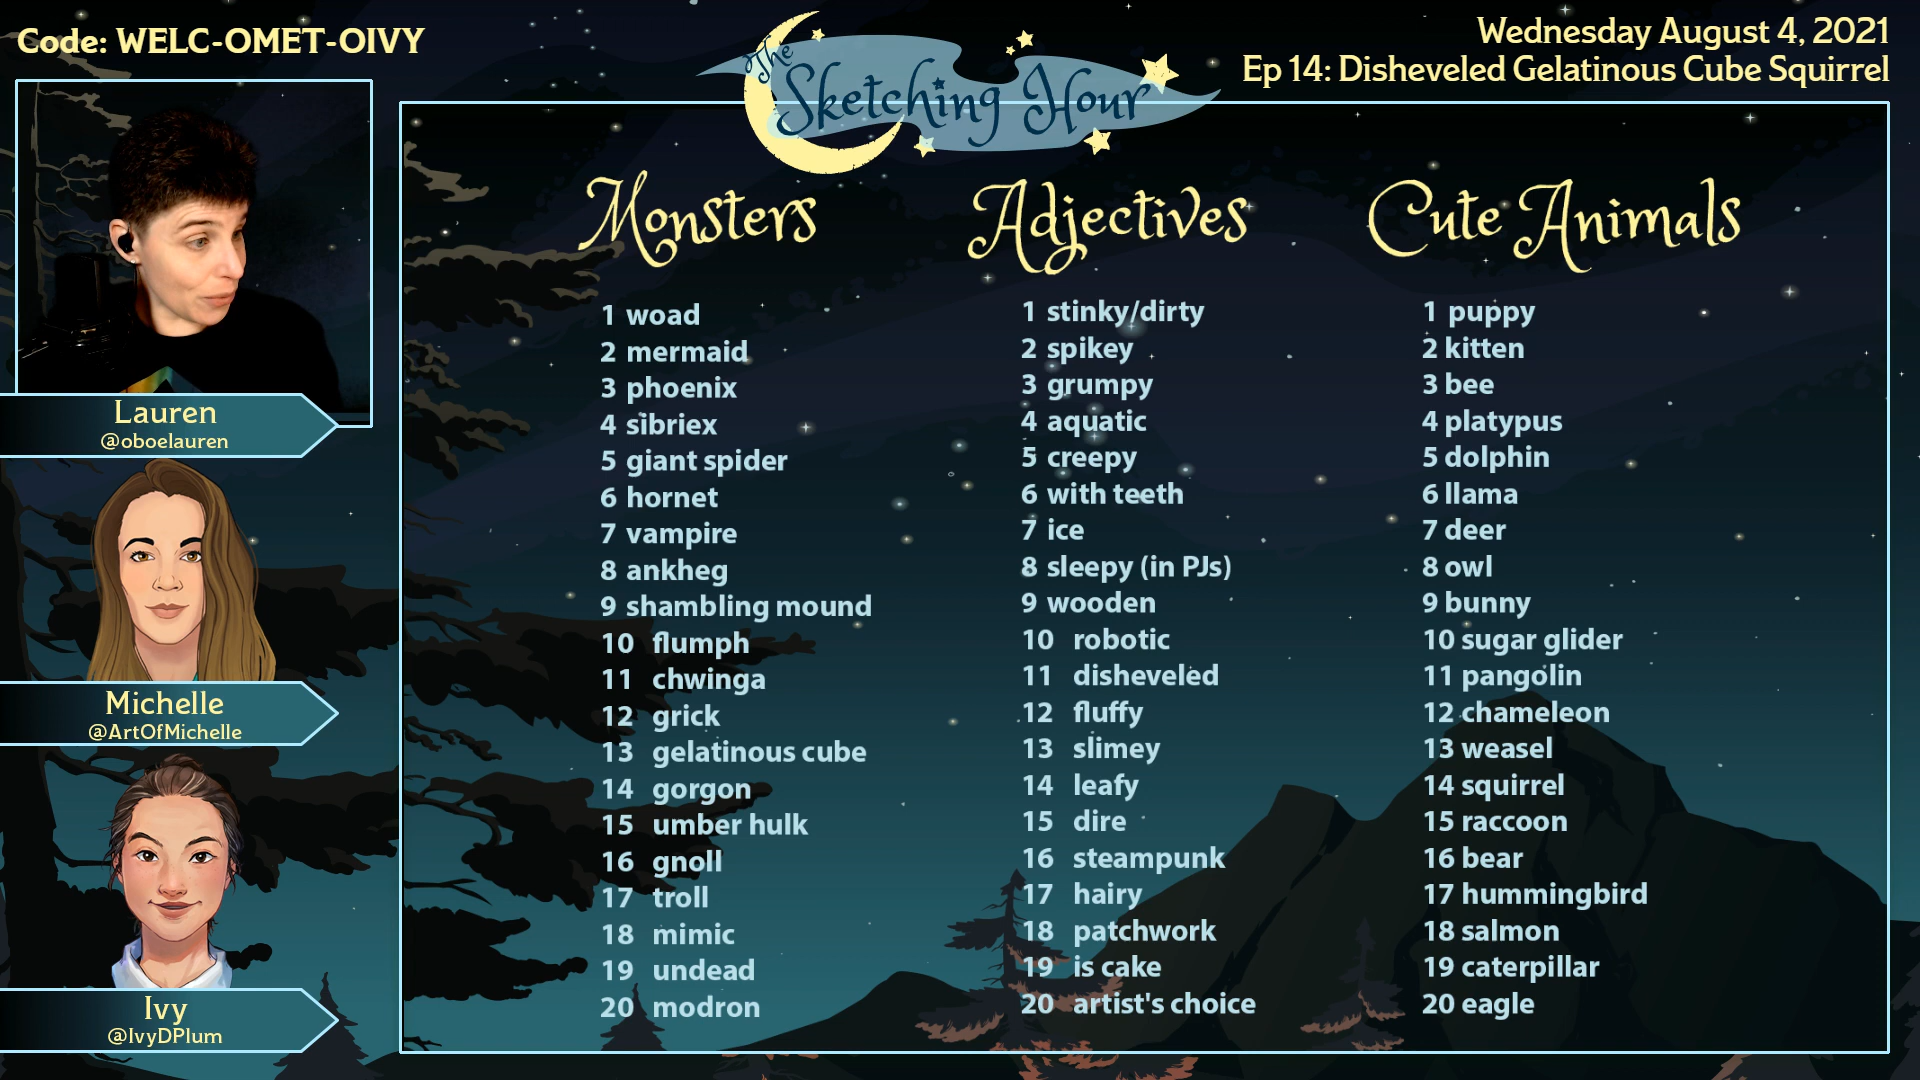 Code: WELC-OMET-OIVY
The Sketching Hour
Wednesday August 4, 2021
Ep 14: Disheveled Gelatinous Cube Squirrel
Lauren
@oboelauren
Michelle
@ArtOfMichelle
Ivy
@IvyDPlum
Monsters
1 woad
2 mermaid
3 phoenix
4 sibriex
5 giant spider
6 hornet
7 vampire
8 ankheg
9 shambling mound
10 flumph
11 chwinga
12 grick
13 gelatinous cube
14 gorgon
15 umber hulk
16 gnoll
17 troll
18 mimic
19 undead
20 modron
Adjectives
1 stinky/dirty
2 spikey
3 grumpy
4 aquatic
5 creepy
6 with teeth
7 ice
8 sleepy (in PJs)
9 wooden
10 robotic
11 disheveled
12 fluffy
13 slimey
14 leafy
15 dire
16 steampunk
17 hairy
18 patchwork
19 is cake
20 artist's choice
Cute Animals
1 puppy
2 kitten
3 bee
4 platypus
5 dolphin
6 llama
7 deer
8 owl
9 bunny
10 sugar glider
11 pangolin
12 chameleon
13 weasel
14 squirrel
15 raccoon
16 bear
17 hummingbird
18 salmon
19 caterpillar
20 eagle